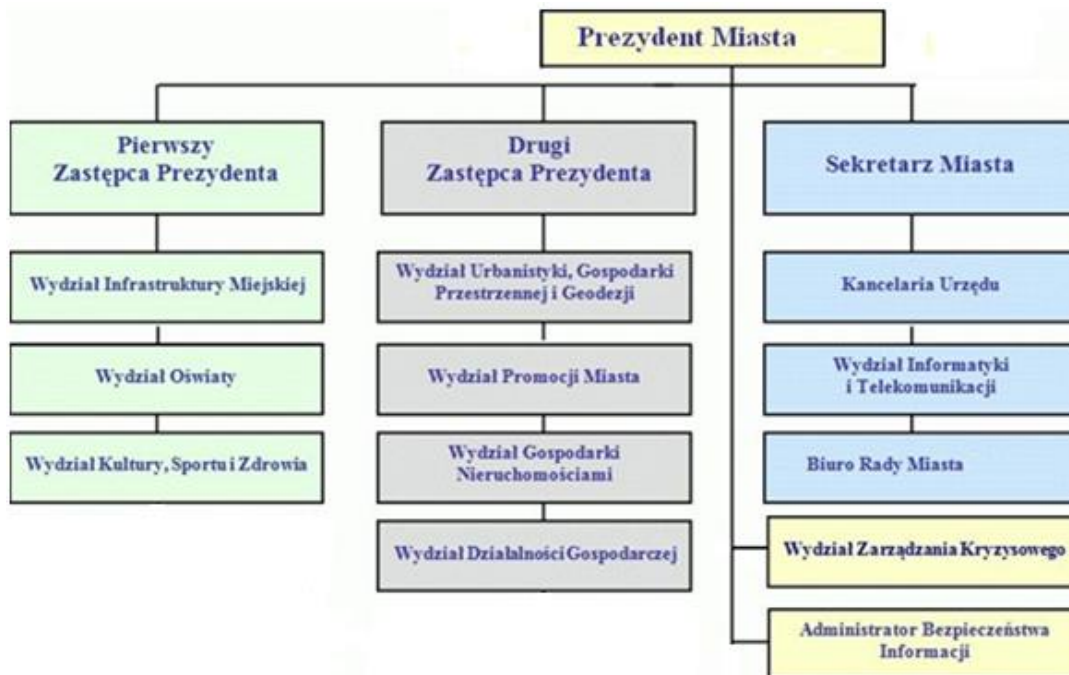 Prezydent Miasta
Pierwszy
Zastępca Prezydenta
Wydział Infrastruktury Miejskiej
Wydział Oświaty
Wydział Kultury, Sportu i Zdrowia
Drugi
Zastępca Prezydenta
Wydział Urbanistyki, Gospodarki
Przestrzennej i Geodezji
Wydział Promocji Miasta
Wydział Gospodarki
Nieruchomościami
Wydział Działalności Gospodarczej
Sekretarz Miasta
Kancelaria Urzędu
Wydział Informatyki
i Telekomunikacji
Biuro Rady Miasta
Wydział Zarządzania Kryzysowego
Administrator Bezpieczeństwa
Informacji